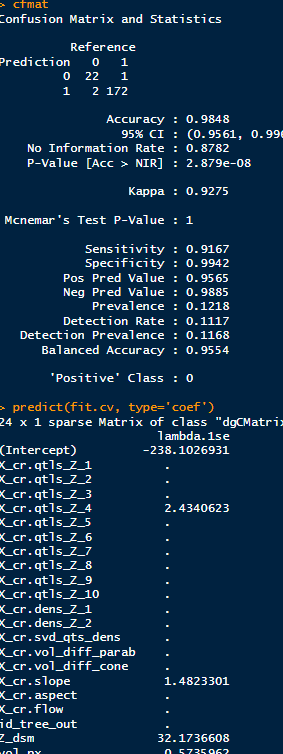 > cfmat
Confusion Matrix and Statistics
Reference
Prediction 0 1
0 22 1
1 2 172
Accuracy : 0.9848
95% CI : (0.9561, 0.996
No Information Rate : 0.8782
P-Value [Acc > NIR] : 2.879e-08
Kappa : 0.9275
Mcnemar's Test P-Value : 1
Sensitivity : 0.9167
Specificity : 0.9942
Pos Pred Value : 0.9565
Neg Pred Value : 0.9885
Prevalence : 0.1218
Detection Rate : 0.1117
Detection Prevalence : 0.1168
Balanced Accuracy : 0.9554
'Positive' Class : 0
> predict(fit.cv, type='coef')
24 x 1 sparse Matrix of class "dgCMatrix
lambda.1se
(Intercept) -238.1026931
X_cr.qtls_Z_1 .
X_cr.qtls_Z_2 .
X_cr.qtls_Z_3 .
X_cr.qtls_Z_4 2.4340623
X_cr.qtls_Z_5 .
X_cr.qtls_Z_6 .
X_cr.qtls_Z_7 .
X_cr.qtls_Z_8 .
X_cr.qtls_Z_9 .
X_cr.qtls_Z_10 .
X_cr.dens_Z_1 .
X_cr.dens_Z_2 .
X_cr.svd_qts_dens .
X_cr.vol_diff_parab .
X_cr.vol_diff_cone .
X_cr.slope 1.4823301
X_cr.aspect .
X_cr.flow .
id_tree_out .
Z_dsm 32.1736608
vol_px 0.5735962